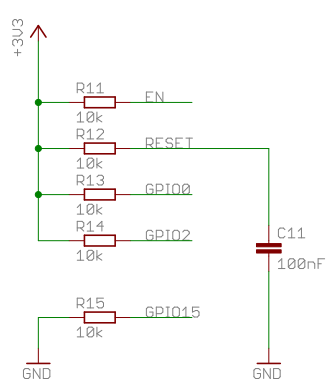 +3V3
R11
EN
10k
R12
RESET
10k
R13
GPIO0
10k
R14
GPIO2
10k
C11
100nF
R15
GPIO15
10k
GND
GND